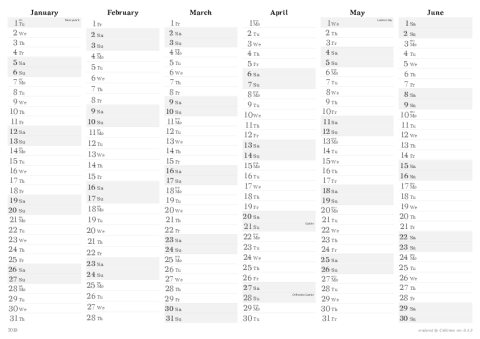 January
1 Tu
2 We
3 Th
4 Fr
5 Sa
6 Su
7 Mo
8 Tu
9 We
10 Th
11 Fr
12 Sa
13 Su
14 Mo
15 Tu
16 We
17 Th
18 Fr
19 Sa
20 Su
21 Mo
22 Tu
23 We
24 Th
25 Fr
26 Sa
27 Su
28 Mo
29 Tu
30 We
31 Th
February
1 Fr
2 Sa
3 Su
4 Mo
5 Tu
6 We
7 Th
8 Fr
9 Sa
10 Su
11 Mo
12 Tu
13 We
14 Th
15 Fr
16 Sa
17 Su
18 Mo
19 Tu
20 We
21 Th
22 Fr
23 Sa
24 Su
25 Mo
26 Tu
27 We
28 Th
March
1 Fr
2 Sa
3 Su
4 Mo
5 Tu
6 We
7 Th
8 Fr
9 Sa
10 Su
11 Mo
12 Tu
13 We
14 Th
15 Fr
16 Sa
17 Su
18 Mo
19 Tu
20 We
21 Th
22 Fr
23 Sa
24 Su
25 Mo
26 Tu
27 We
28 Th
29 Fr
30 Sa
31 Su
April
1 Mo
2 Tu
3 We
4 Th
5 Fr
6 Sa
7 Su
8 Mo
9 Tu
10 We
11 Th
12 Fr
13 Sa
14 Su
15 Mo
16 Tu
17 We
18 Th
19 Fr
20 Sa
21 Su
22 Mo
23 Tu
24 We
25 Th
26 Fr
27 Sa
28 Su
29 Mo
30 Tu
May
1 We
2 Th
3 Fr
4 Sa
5 Su
6 Mo
7 Tu
8 We
9 Th
10 Fr
11 Sa
12 Su
13 Mo
14 Tu
15 We
16 Th
17 Fr
18 Sa
19 Su
20 Mo
21 Tu
22 We
23 Th
24 Fr
25 Sa
26 Su
27 Mo
28 Tu
29 We
30 Th
31 Fr
June
1 Sa
2 Su
3 Mo
4 Tu
5 We
6 Th
7 Fr
8 Sa
9 Su
10 Mo
11 Tu
12 We
13 Th
14 Fr
15 Sa
16 Su
17 Mo
18 Tu
19 We
20 Th
21 Fr
22 Sa
23 Su
24 Mo
25 Tu
26 We
27 Th
28 Fr
29 Sa
30 Su
2019